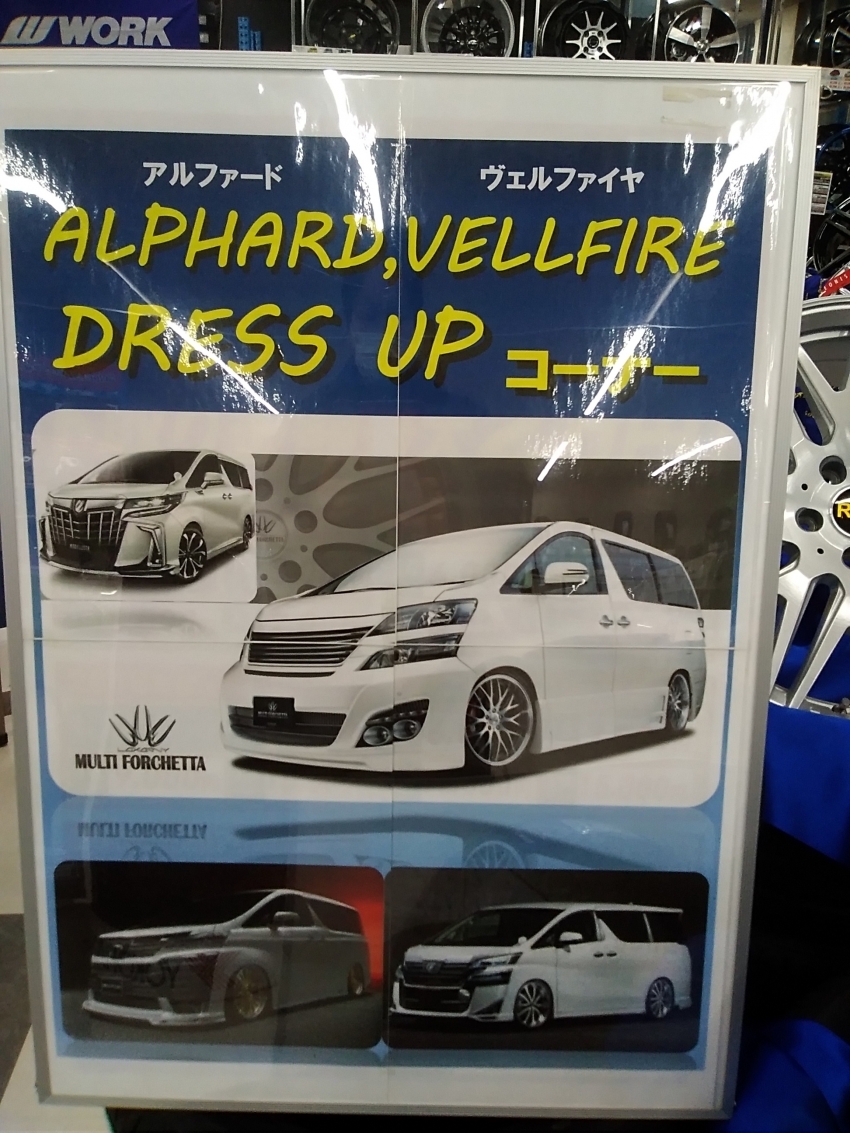 WORK
アルファード ヴェルファイヤ
ALPHARD,VELLFIRE
DRESS UP コーナー
MULTI FORCHETTA